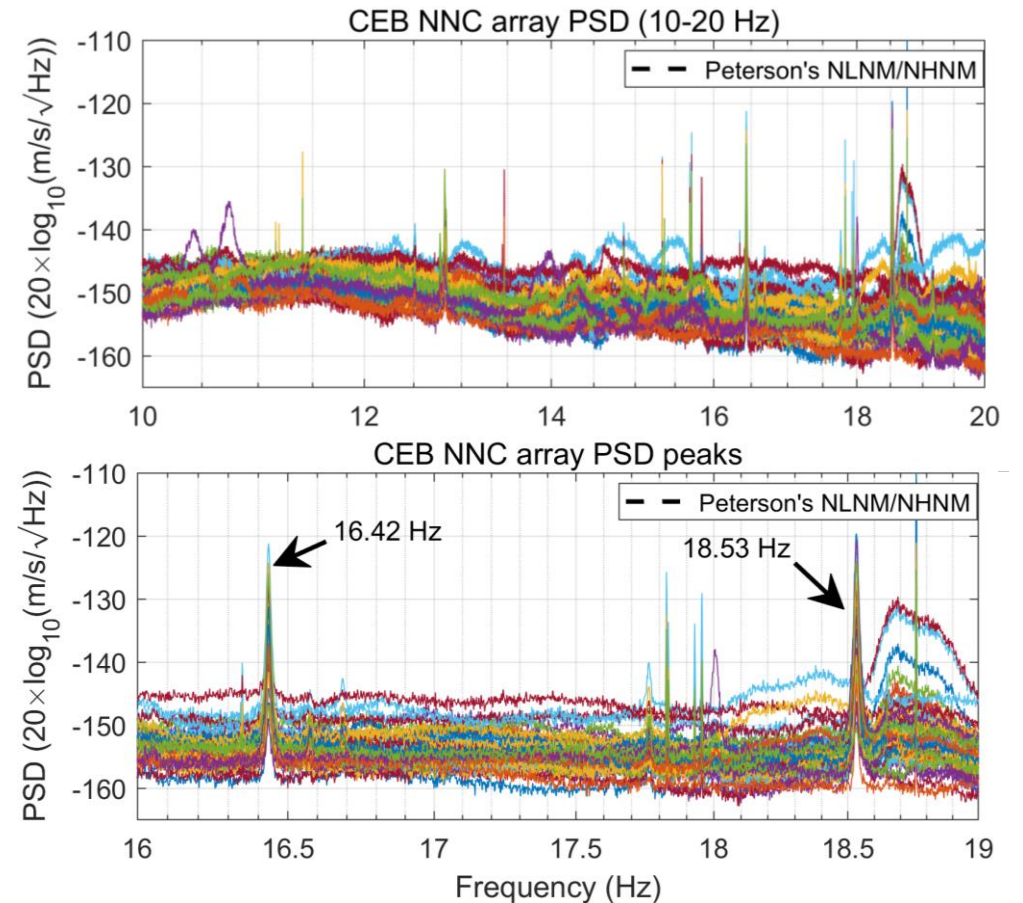 CEB NNC array PSD (10-20 Hz)
PSD (20×log10(m/s/√Hz))
-110
-120
-130
-140
-150
-160
Peterson's NLNM/NHNM
10
12
14
16
18
20
CEB NNC array PSD peaks
PSD (20×log10(m/s/√Hz))
-110
-120
-130
-140
-150
-160
Peterson's NLNM/NHNM
16.42 Hz
18.53 Hz
16
16.5
17
17.5
18
18.5
19
Frequency (Hz)